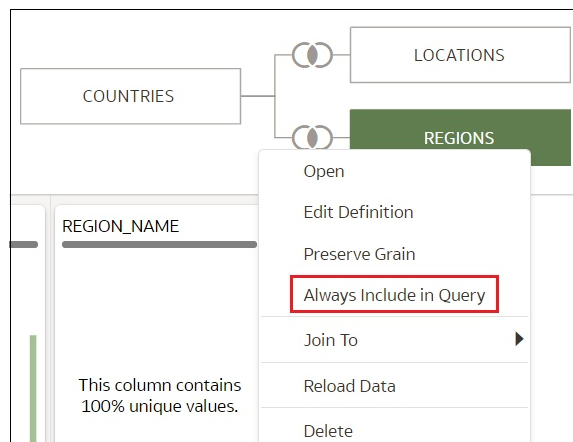 LOCATIONS
COUNTRIES
REGIONS
Open
Edit Definition
Preserve Grain
Always Include in Query
Join To
Reload Data
Delete
REGION_NAME
This column contains
100% unique values.